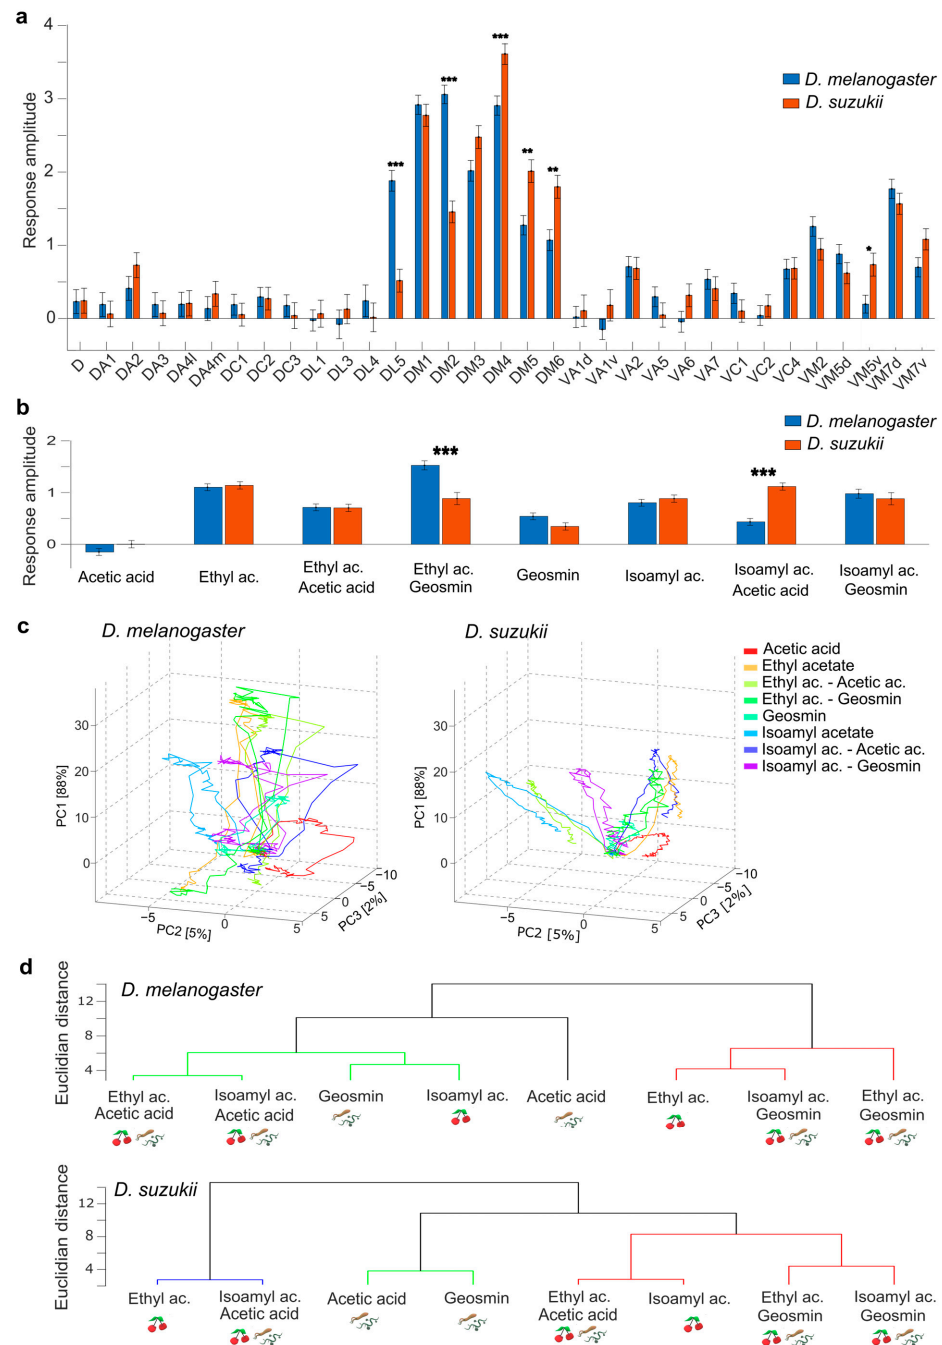 a
Response amplitude
4
3
2
1
0
D. melanogaster
D. suzukii
***
***
***
**
**
*
D DA1 DA2 DA3 DA4l DA4m DC1 DC2 DC3 DL1 DL3 DL4 DL5 DM1 DM2 DM3 DM4 DM5 DM6 VA1d VA1v VA2 VA5 VA6 VA7 VC1 VC2 VC4 VM2 VM5d VM5v VM7d VM7v
b
Response amplitude
2
1
0
D. melanogaster
D. suzukii
***
***
Acetic acid
Ethyl ac.
Ethyl ac.
Acetic acid
Ethyl ac.
Geosmin
Geosmin
Isoamyl ac.
Isoamyl ac.
Acetic acid
Isoamyl ac.
Geosmin
c
D. melanogaster
PC1 [88%]
30
20
10
0
−5 0 5
PC2 [5%]
5 0 −5 −10
PC3 [2%]
D. suzukii
PC1 [88%]
30
20
10
0
−5 0 5
PC2 [5%]
5 0 −5 −10
PC3 [2%]
Acetic acid
Ethyl acetate
Ethyl ac. - Acetic ac.
Ethyl ac. - Geosmin
Geosmin
Isoamyl acetate
Isoamyl ac. - Acetic ac.
Isoamyl ac. - Geosmin
d
Euclidian distance
12
8
4
D. melanogaster
Ethyl ac.
Acetic acid
Isoamyl ac.
Acetic acid
Geosmin
Isoamyl ac.
Acetic acid
Ethyl ac.
Isoamyl ac.
Geosmin
Ethyl ac.
Geosmin
Euclidian distance
12
8
4
D. suzukii
Ethyl ac.
Isoamyl ac.
Acetic acid
Acetic acid
Geosmin
Ethyl ac.
Acetic acid
Isoamyl ac.
Ethyl ac.
Geosmin
Isoamyl ac.
Geosmin